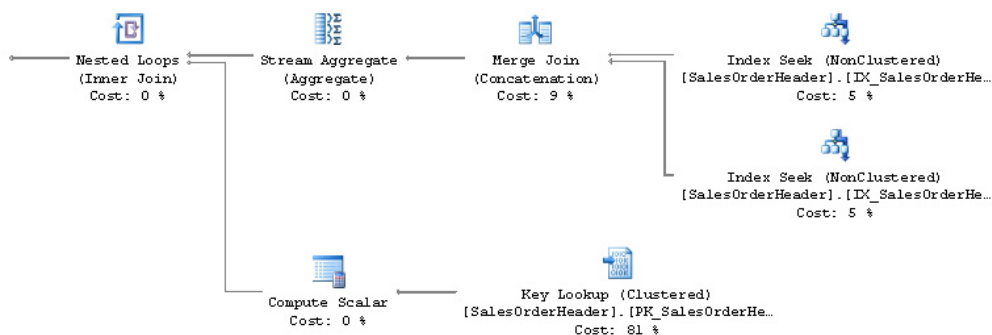 Nested Loops
(Inner Join)
Cost: 0 %
Stream Aggregate
(Aggregate)
Cost: 0 %
Merge Join
(Concatenation)
Cost: 9 %
Index Seek (NonClustered)
[SalesOrderHeader].[IX_SalesOrderHe…
Cost: 5 %
Index Seek (NonClustered)
[SalesOrderHeader].[IX_SalesOrderHe…
Cost: 5 %
Compute Scalar
Cost: 0 %
Key Lookup (Clustered)
[SalesOrderHeader].[PK_SalesOrderHe…
Cost: 81 %